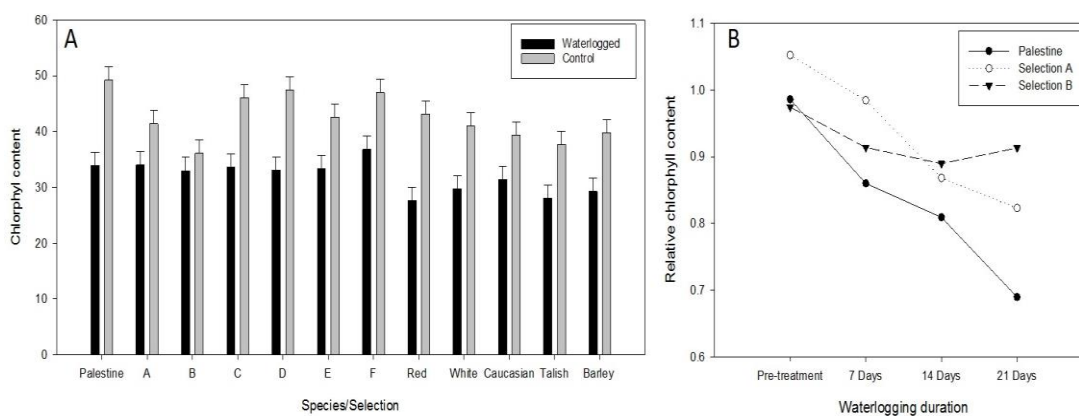 A
Waterlogged
Control
Chlorphyl content
60
50
40
30
20
10
0
Palestine A B C D E F Red White Caucasian Talish Barley
Species/Selection
B
Palestine
Selection A
Selection B
Relative chlorphyll content
1.1
1.0
0.9
0.8
0.7
0.6
Pre-treatment 7 Days 14 Days 21 Days
Waterlogging duration